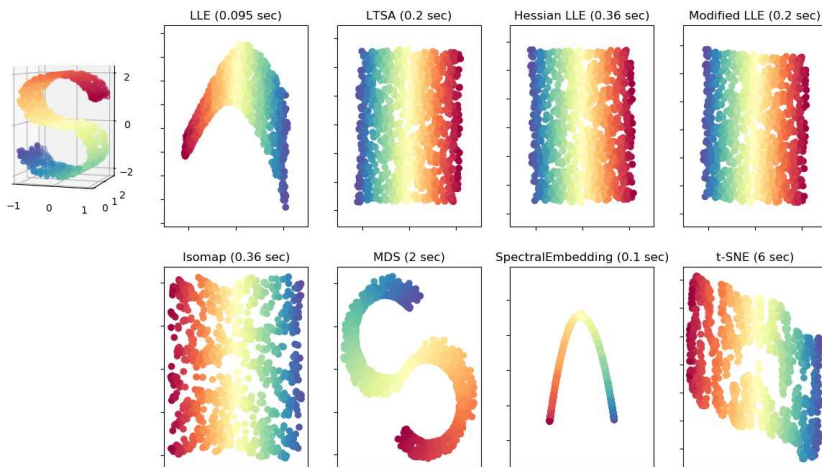 LLE (0.095 sec)
LTSA (0.2 sec)
Hessian LLE (0.36 sec)
Modified LLE (0.2 sec)
2
0
−2
−1
0
1
0
2
Isomap (0.36 sec)
MDS (2 sec)
SpectralEmbedding (0.1 sec)
t-SNE (6 sec)